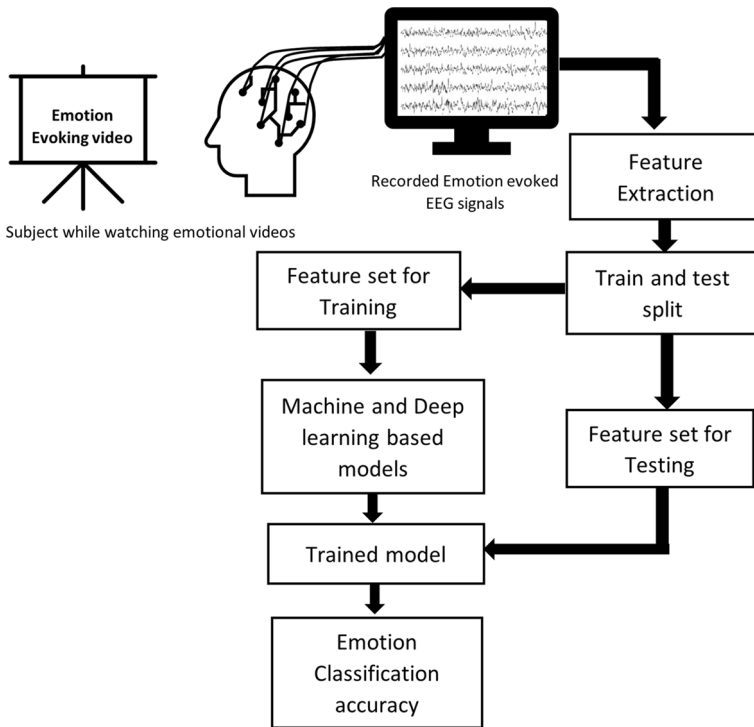 Emotion
Evoking video
Subject while watching emotional videos
Recorded Emotion evoked
EEG signals
Feature
Extraction
Train and test
split
Feature set for
Training
Machine and Deep
learning based
models
Feature set for
Testing
Trained model
Emotion
Classification
accuracy